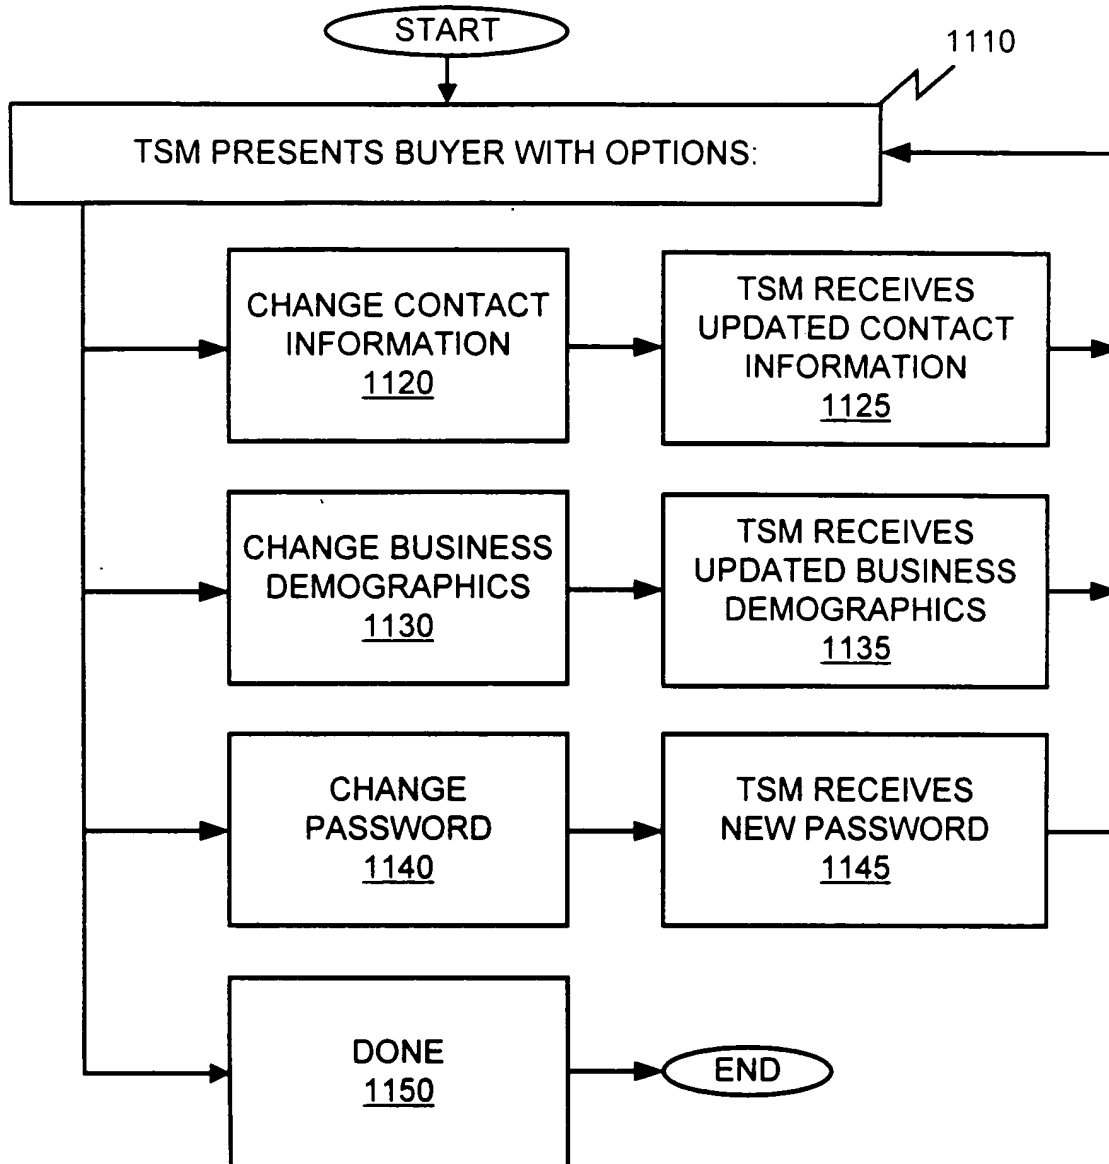 START
1110
TSM PRESENTS BUYER WITH OPTIONS:
CHANGE CONTACT
INFORMATION
1120
TSM RECEIVES
UPDATED CONTACT
INFORMATION
1125
CHANGE BUSINESS
DEMOGRAPHICS
1130
TSM RECEIVES
UPDATED BUSINESS
DEMOGRAPHICS
1135
CHANGE
PASSWORD
1140
TSM RECEIVES
NEW PASSWORD
1145
DONE
1150
END